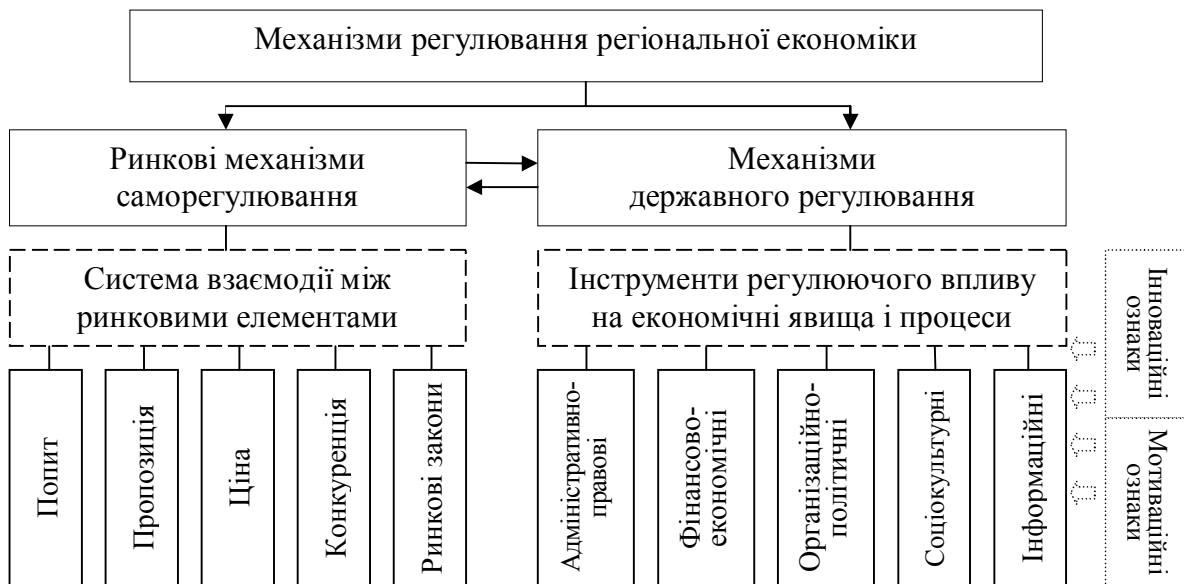 Механізми регулювання регіональної економіки
Ринкові механізми
саморегулювання
Механізми
державного регулювання
Система взаємодії між
ринковими елементами
Інструменти регулюючого впливу
на економічні явища і процеси
Інноваційні
ознаки
Попит
Пропозиція
Ціна
Конкуренція
Ринкові закони
Адміністративно-
правові
Фінансово-
економічні
Організаційно-
політичні
Соціокультурні
Інформаційні
Мотиваційні
ознаки